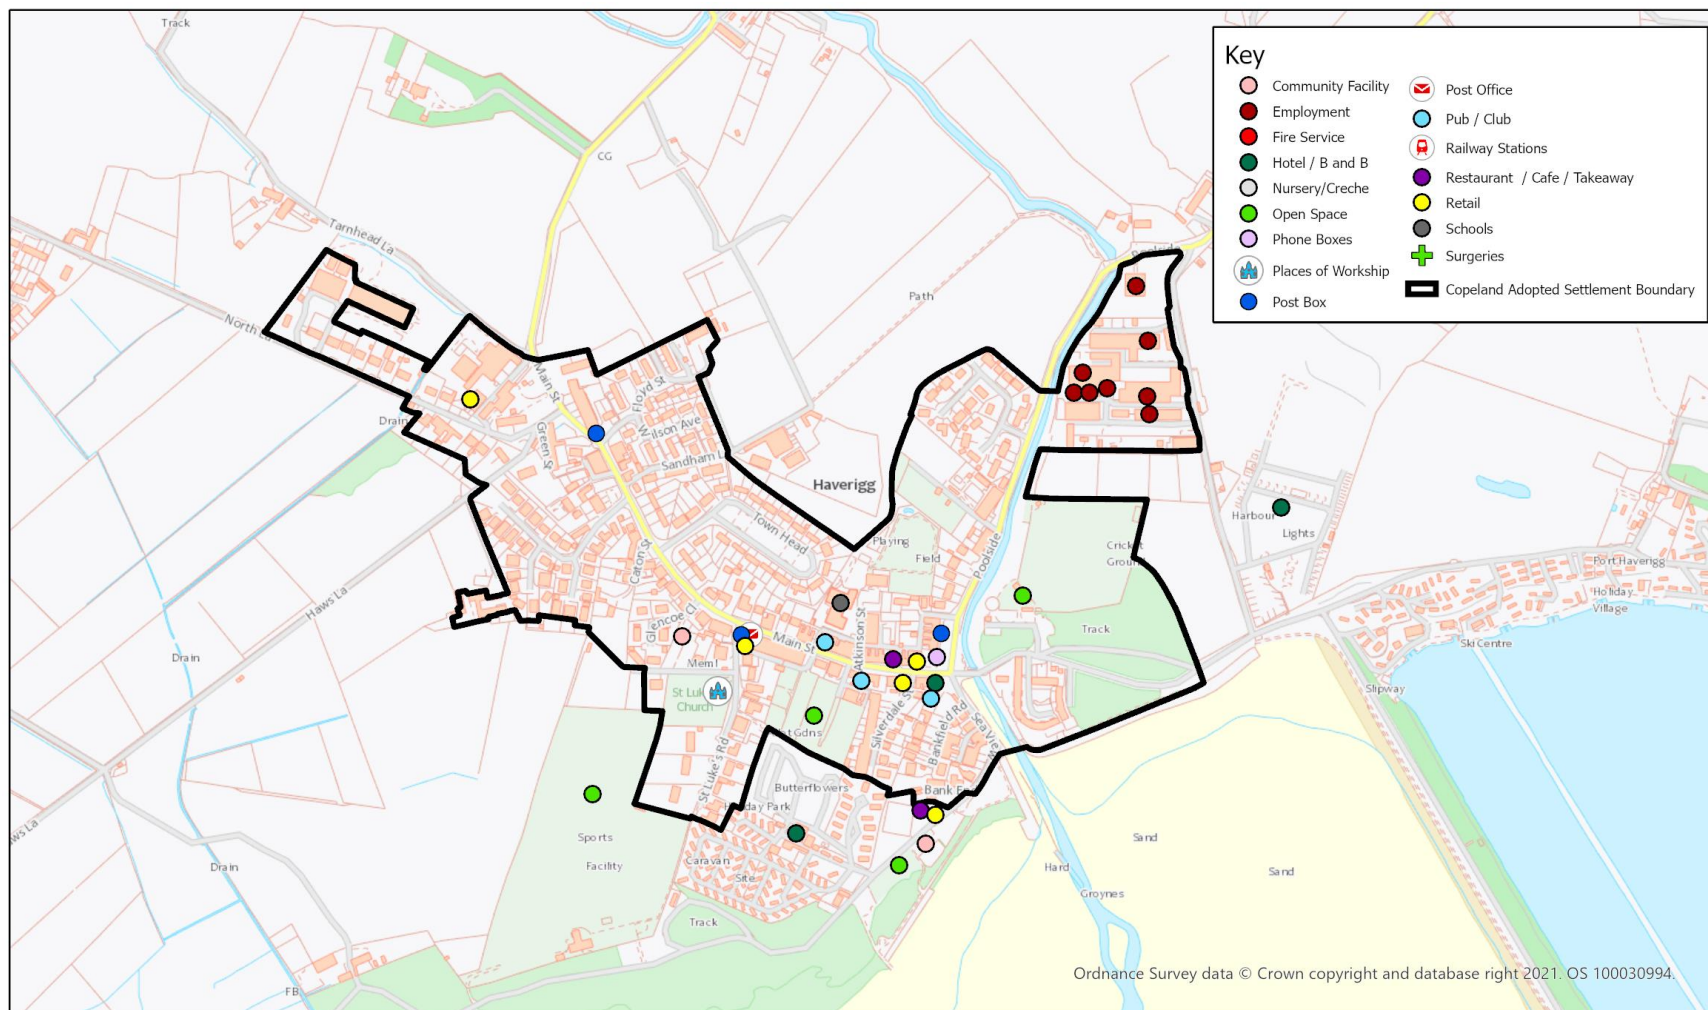 Track
Key
Community Facility
Employment
Fire Service
Hotel / B and B
Nursery/Creche
Open Space
Phone Boxes
Places of Workship
Post Box
Post Office
Pub / Club
Railway Stations
Restaurant / Cafe / Takeaway
Retail
Schools
Surgeries
Copeland Adopted Settlement Boundary
CG
Tarnhead La
Poolside
Path
North La
Main St
Floyd St
Drain
Green St
Wilson Ave
Sandham L
Haverigg
Harbour
Lights
Town Head
Playing
Field
Poolside
Cricket
Ground
Port Haverigg
Holiday
Village
Caton St
Haws La
Glencoe Cl
Atkinson St
Main St
Track
Ski Centre
Drain
Meml
Slipway
St Luke
Church
Silverdale St
Bankfield Rd
Sea View
Gdns
St Luke's Rd
Butterflowers
Holiday Park
Bank End
Haws La
Sports
Facility
Sand
Sand
Caravan
Site
Drain
Hard
Groynes
Track
FB
Ordnance Survey data © Crown copyright and database right 2021. OS 100030994.